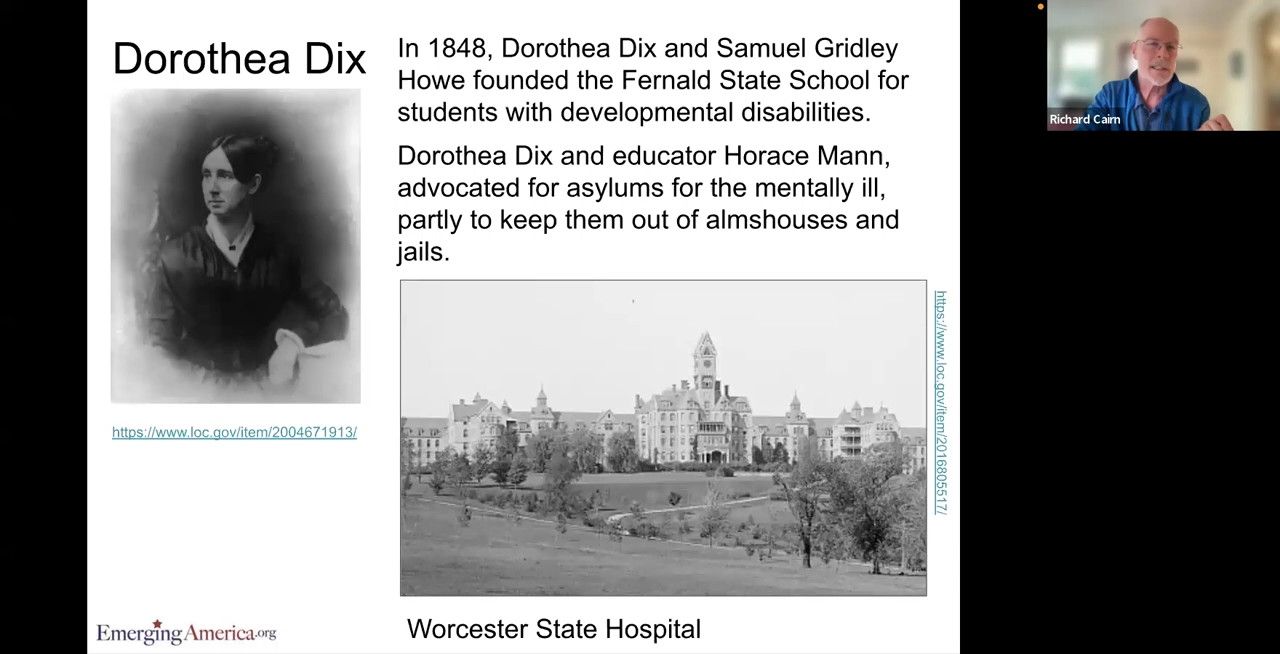 Dorothea Dix
In 1848, Dorothea Dix and Samuel Gridley
Howe founded the Fernald State School for
students with developmental disabilities.
Dorothea Dix and educator Horace Mann,
advocated for asylums for the mentally ill,
partly to keep them out of almshouses and
jails.
https://www.loc.gov/item/2004671913/
https://www.loc.gov/item/2016805517/
Worcester State Hospital
EmergingAmerica.org
Richard Cairn